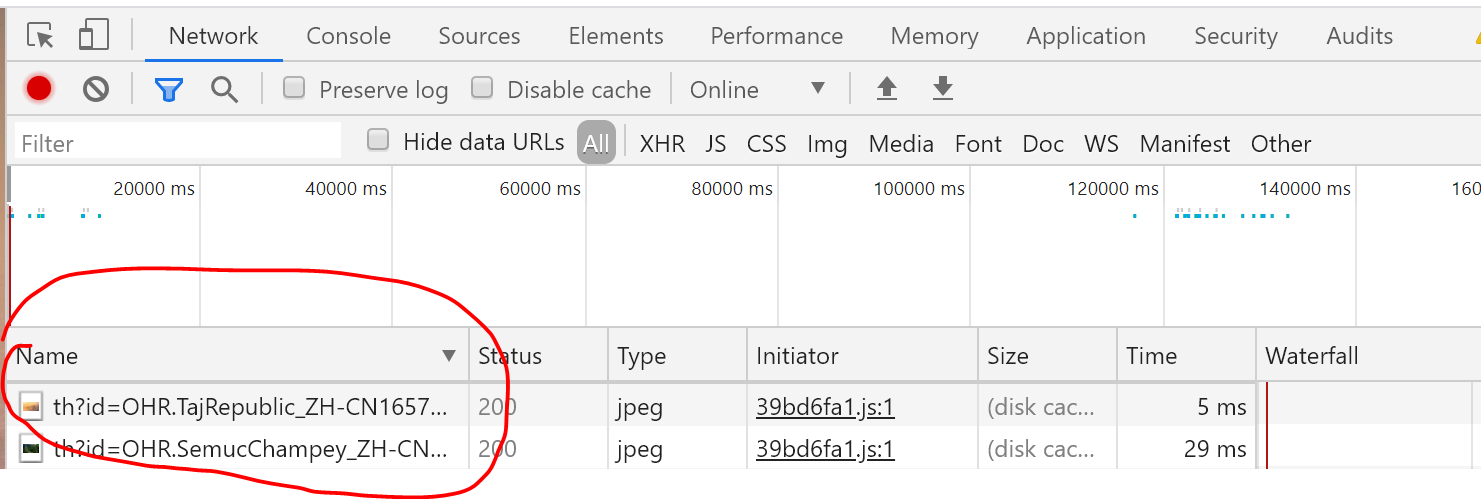 Network Console Sources Elements Performance Memory Application Security Audits
Preserve log Disable cache Online
Filter Hide data URLs All XHR JS CSS Img Media Font Doc WS Manifest Other
20000 ms 40000 ms 60000 ms 80000 ms 100000 ms 120000 ms 140000 ms 160
Name Status Type Initiator Size Time Waterfall
th?id=OHR.TajRepublic_ZH-CN1657... 200 jpeg 39bd6fa1.js:1 (disk cac... 5 ms
th?id=OHR.SemucChampey_ZH-CN... 200 jpeg 39bd6fa1.js:1 (disk cac... 29 ms